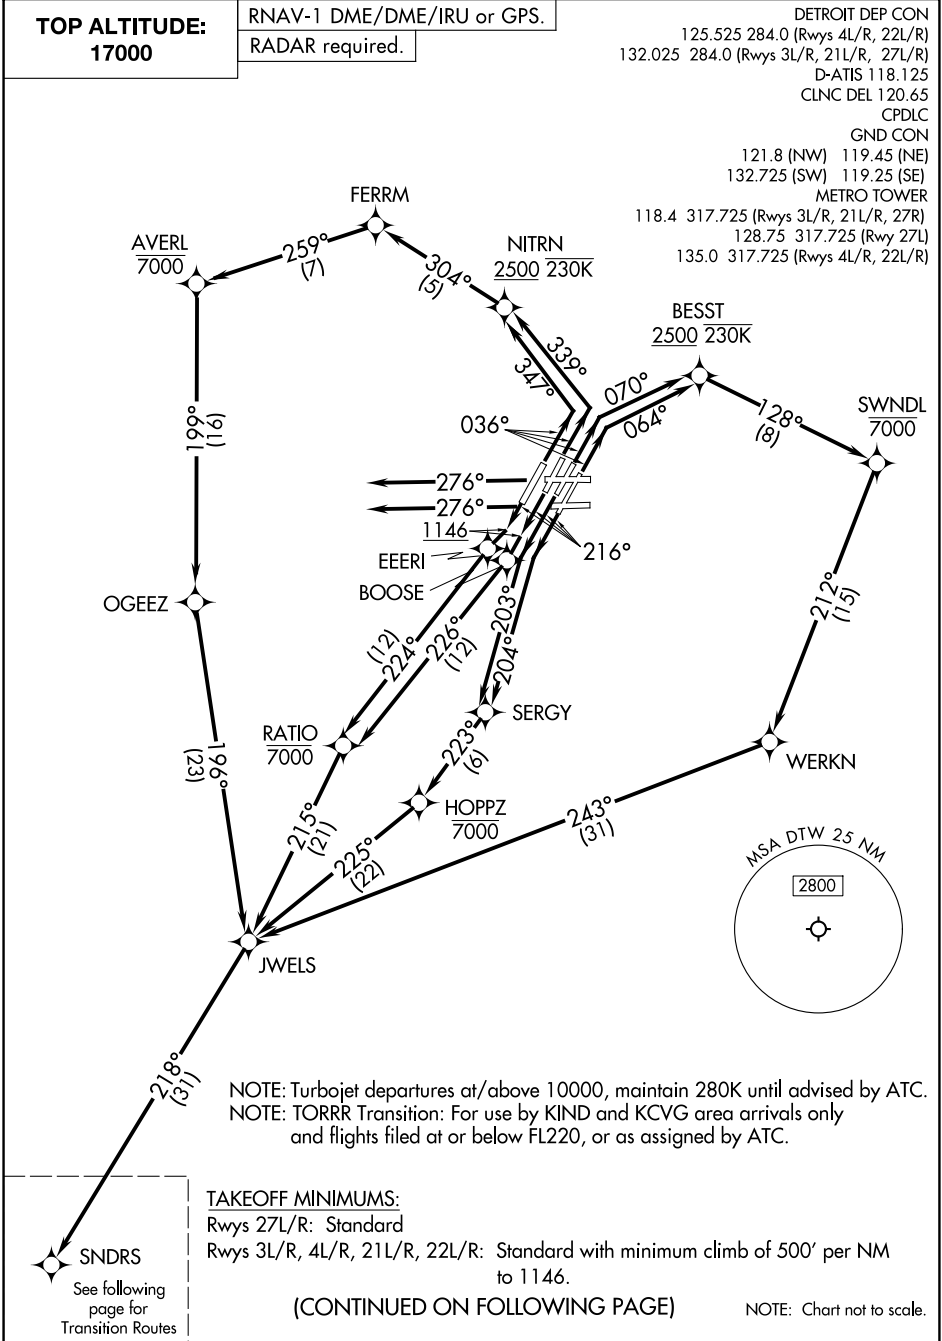 TOP ALTITUDE:
17000
RNAV-1 DME/DME/IRU or GPS.
RADAR required.
DETROIT DEP CON
125.525 284.0 (Rwys 4L/R, 22L/R)
132.025 284.0 (Rwys 3L/R, 21L/R, 27L/R)
D-ATIS 118.125
CLNC DEL 120.65
CPDLC
GND CON
121.8 (NW) 119.45 (NE)
132.725 (SW) 119.25 (SE)
METRO TOWER
118.4 317.725 (Rwys 3L/R, 21L/R, 27R)
128.75 317.725 (Rwy 27L)
135.0 317.725 (Rwys 4L/R, 22L/R)
FERRM
AVERL
7000
259°
(7)
304°
(5)
NITRN
2500 230K
BESST
2500 230K
339°
347°
070°
064°
036°
128°
(8)
SWNDL
7000
199°
(19)
276°
276°
1146
EEERI
BOOSE
216°
OGEEZ
212°
(15)
203°
204°
(12)
224°
226°
(12)
SERGY
RATIO
7000
223°
(6)
WERKN
196°
(23)
HOPPZ
7000
243°
(31)
215°
(21)
225°
(22)
MSA DTW 25 NM
2800
JWELS
218°
(31)
NOTE: Turbojet departures at/above 10000, maintain 280K until advised by ATC.
NOTE: TORRR Transition: For use by KIND and KCVG area arrivals only
and flights filed at or below FL220, or as assigned by ATC.
TAKEOFF MINIMUMS:
Rwys 27L/R: Standard
Rwys 3L/R, 4L/R, 21L/R, 22L/R: Standard with minimum climb of 500' per NM
to 1146.
SNDRS
See following
page for
Transition Routes
(CONTINUED ON FOLLOWING PAGE)
NOTE: Chart not to scale.